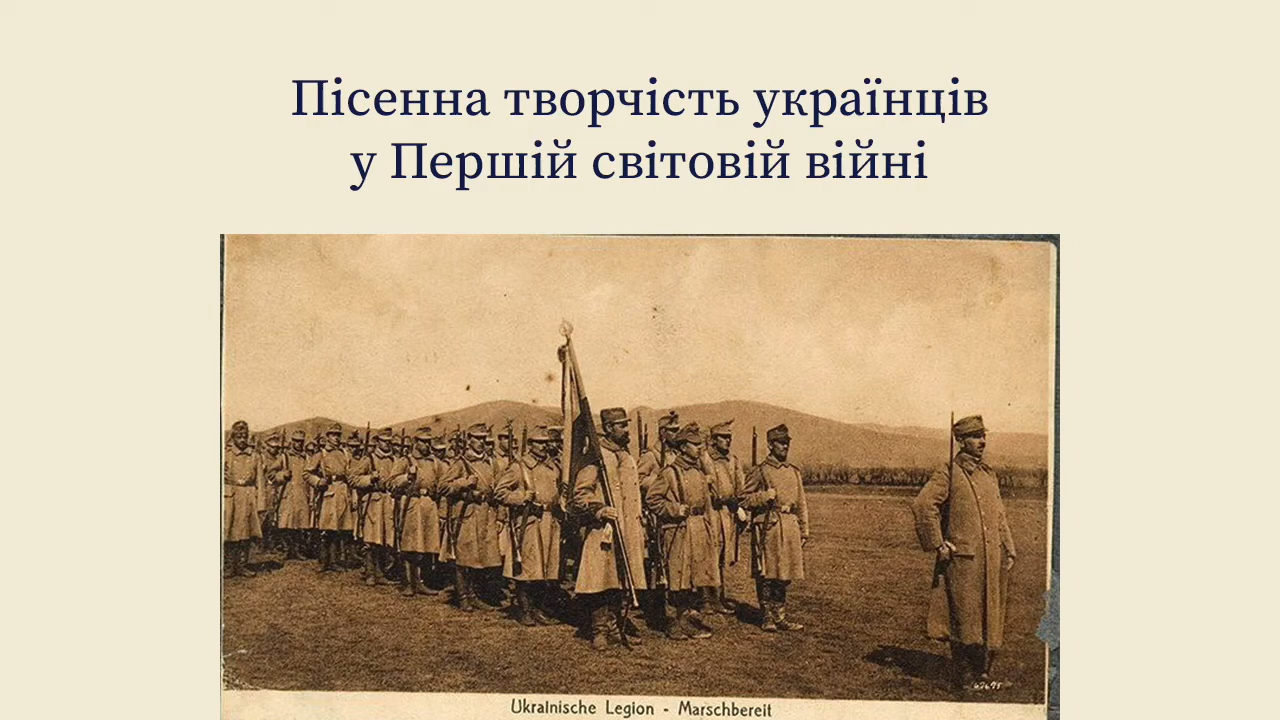 Пісенна творчість українців
у Першій світовій війні
Ukrainische Legion - Marschbereit